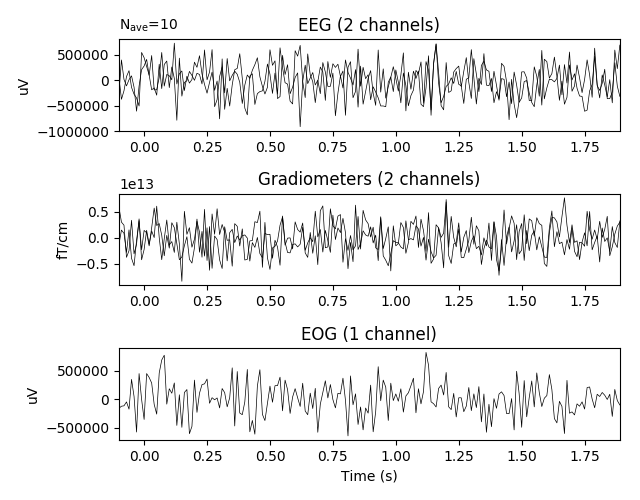 N_ave=10
EEG (2 channels)
500000
0
−500000
−1000000
uV
0.00 0.25 0.50 0.75 1.00 1.25 1.50 1.75
1e13
Gradiometers (2 channels)
0.5
0.0
−0.5
fT/cm
0.00 0.25 0.50 0.75 1.00 1.25 1.50 1.75
EOG (1 channel)
500000
0
−500000
uV
0.00 0.25 0.50 0.75 1.00 1.25 1.50 1.75
Time (s)